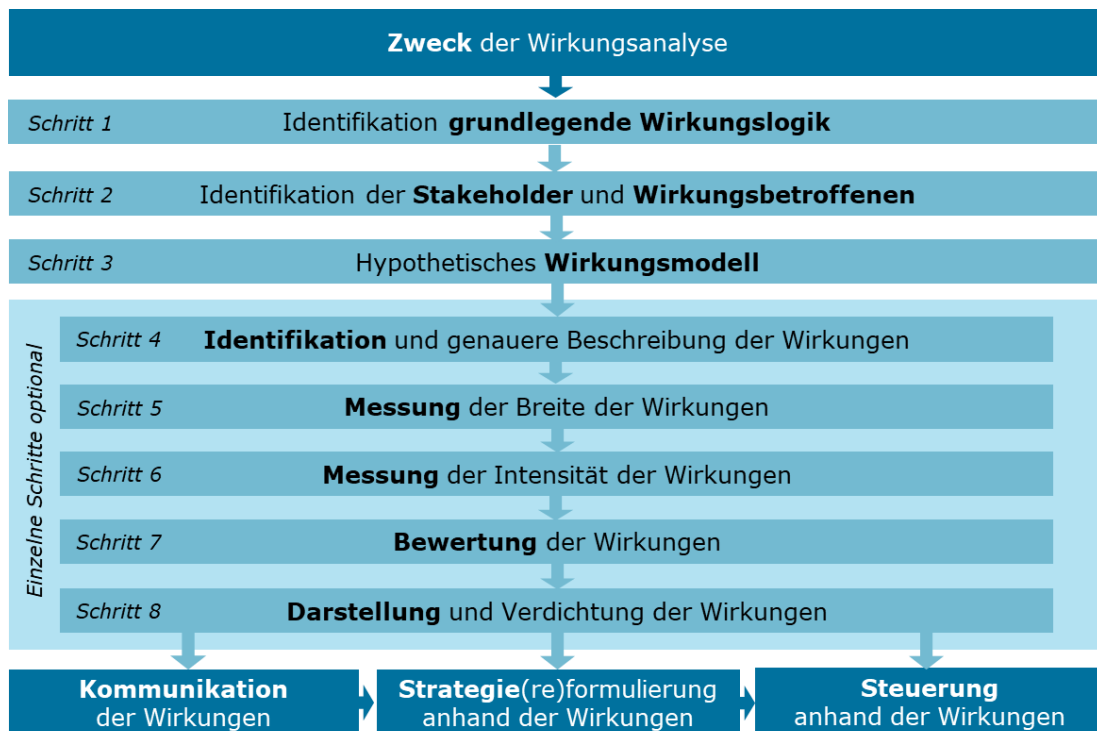 Zweck der Wirkungsanalyse
Schritt 1 Identifikation grundlegende Wirkungslogik
Schritt 2 Identifikation der Stakeholder und Wirkungsbetroffenen
Schritt 3 Hypothetisches Wirkungsmodell
Einzelne Schritte optional
Schritt 4 Identifikation und genauere Beschreibung der Wirkungen
Schritt 5 Messung der Breite der Wirkungen
Schritt 6 Messung der Intensität der Wirkungen
Schritt 7 Bewertung der Wirkungen
Schritt 8 Darstellung und Verdichtung der Wirkungen
Kommunikation
der Wirkungen
Strategie(re)formulierung
anhand der Wirkungen
Steuerung
anhand der Wirkungen